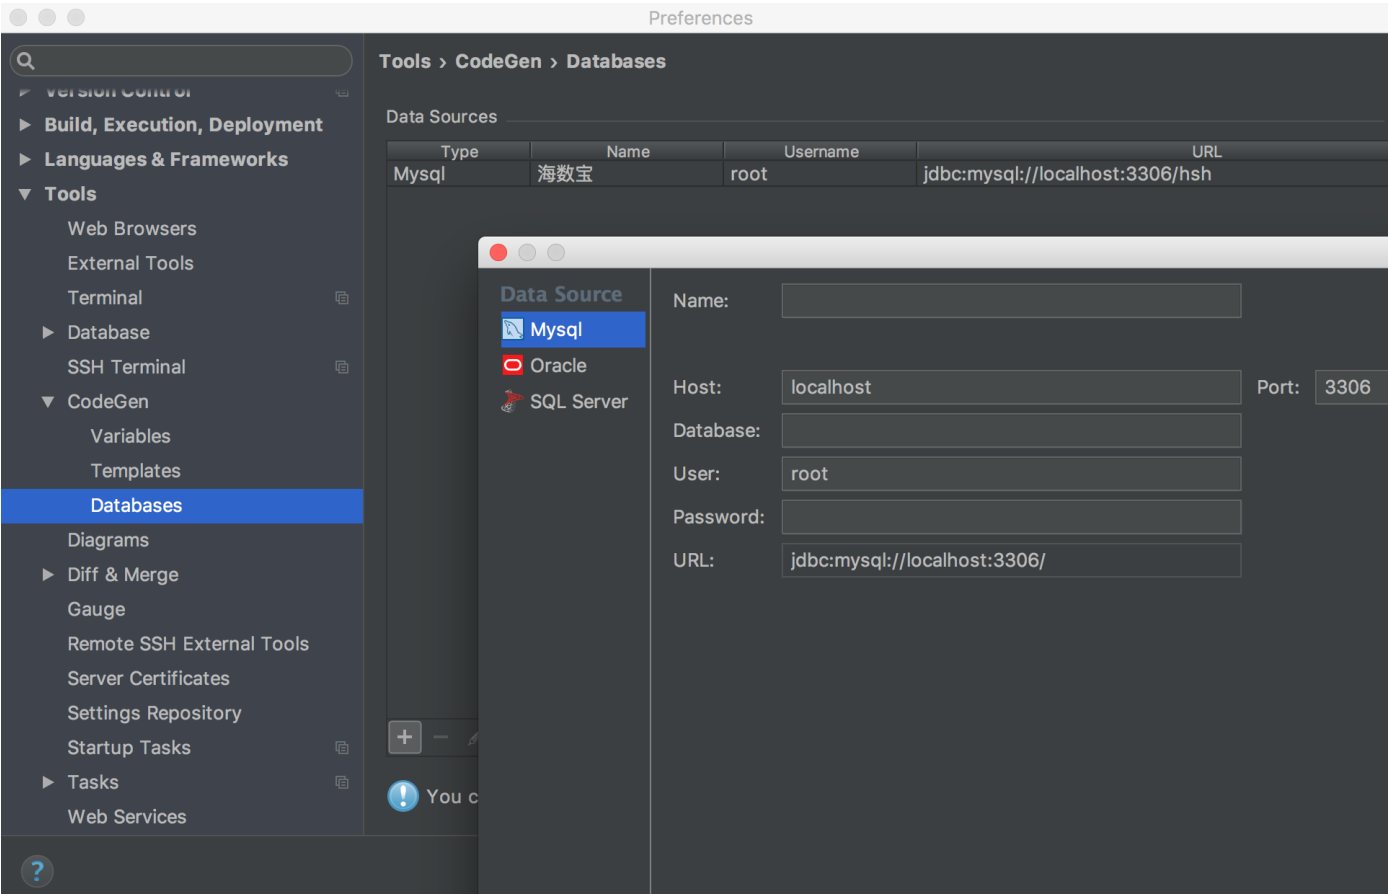 Preferences
Version Control
Build, Execution, Deployment
Languages & Frameworks
Tools
Web Browsers
External Tools
Terminal
Database
SSH Terminal
CodeGen
Variables
Templates
Databases
Diagrams
Diff & Merge
Gauge
Remote SSH External Tools
Server Certificates
Settings Repository
Startup Tasks
Tasks
Web Services
?
Tools › CodeGen › Databases
Data Sources
Type Name Username URL
Mysql 海数宝 root jdbc:mysql://localhost:3306/hsh
You c
Data Source
Mysql
Oracle
SQL Server
Name:
Host: localhost Port: 3306
Database:
User: root
Password:
URL: jdbc:mysql://localhost:3306/